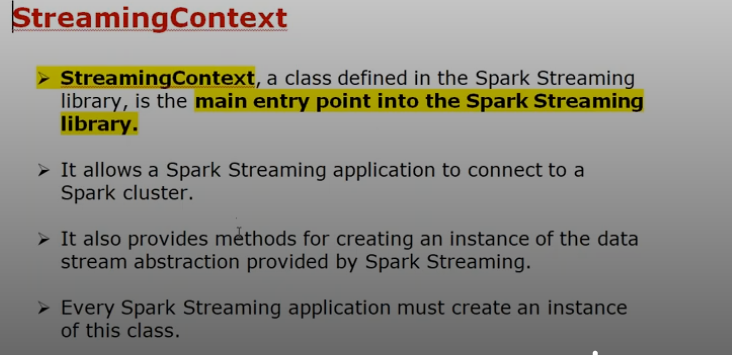 StreamingContext
➢ StreamingContext, a class defined in the Spark Streaming
library, is the main entry point into the Spark Streaming
library.
➢ It allows a Spark Streaming application to connect to a
Spark cluster.
➢ It also provides methods for creating an instance of the data
stream abstraction provided by Spark Streaming.
➢ Every Spark Streaming application must create an instance
of this class.